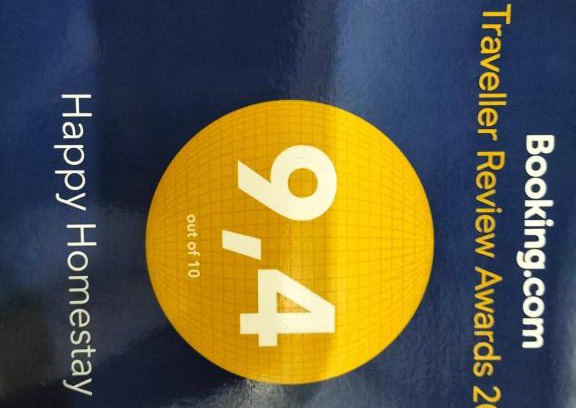 Booking.com
Traveller Review Awards
9,4
out of 10
Happy Homestay